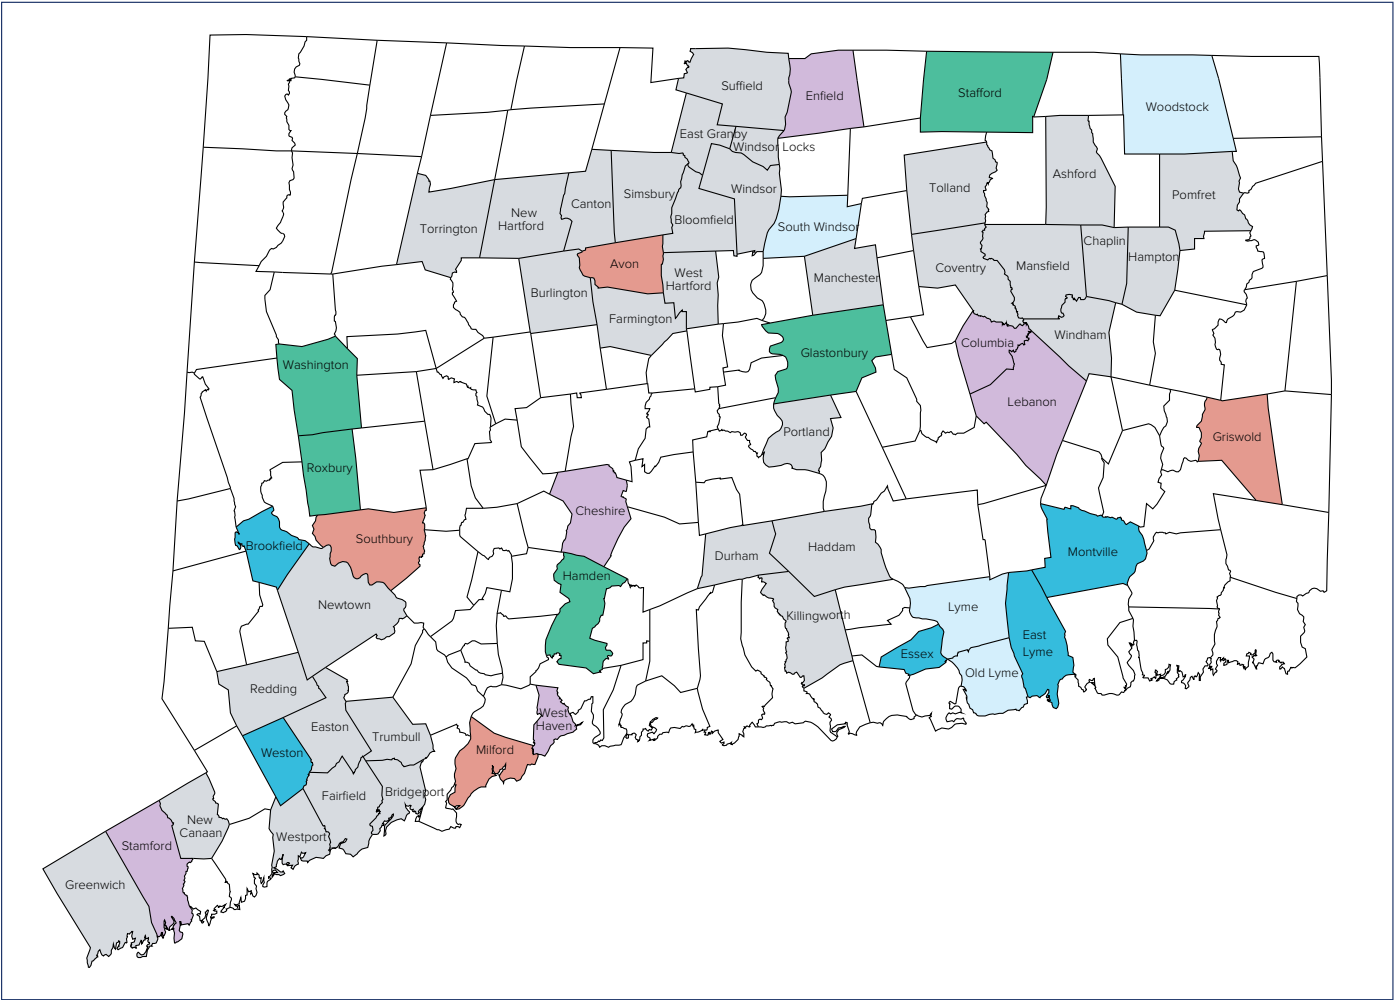 Suffield
Enfield
Stafford
Woodstock
East Granby
Windsor Locks
Ashford
Tolland
Pomfret
Windsor
Simsbury
Canton
New
Hartford
Torrington
Bloomfield
South Windsor
Chaplin
Hampton
Mansfield
Coventry
Avon
West
Hartford
Manchester
Burlington
Farmington
Windham
Columbia
Glastonbury
Washington
Lebanon
Portland
Griswold
Roxbury
Cheshire
Southbury
Brookfield
Haddam
Durham
Montville
Hamden
Newtown
Lyme
Killingworth
East
Lyme
Essex
Old Lyme
Redding
West
Haven
Easton
Trumbull
Milford
Weston
Bridgeport
Fairfield
New
Canaan
Westport
Stamford
Greenwich